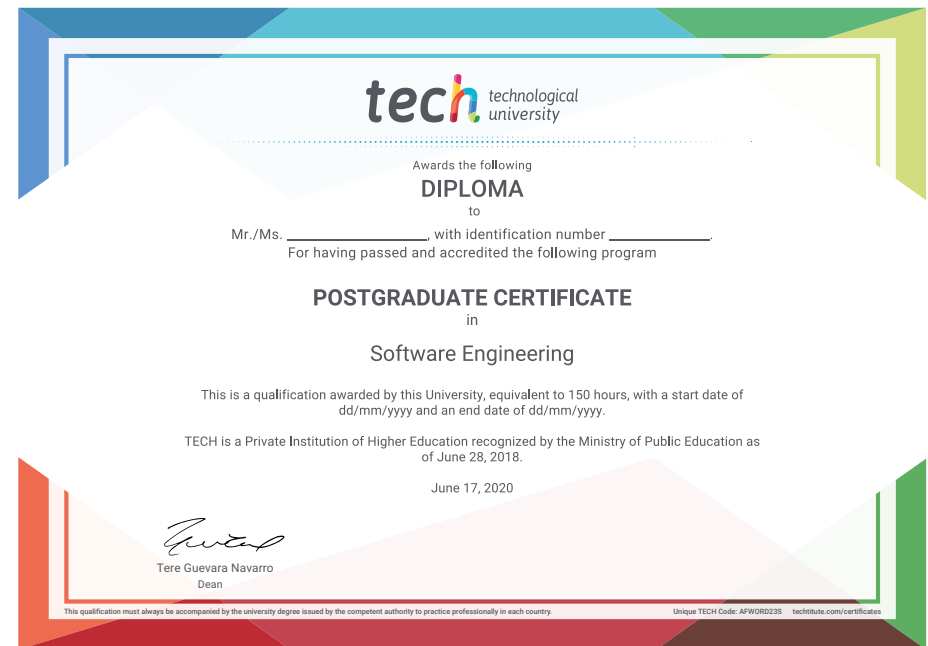 tech technological
university
Awards the following
DIPLOMA
to
Mr./Ms. ____________________, with identification number ______________.
For having passed and accredited the following program
POSTGRADUATE CERTIFICATE
in
Software Engineering
This is a qualification awarded by this University, equivalent to 150 hours, with a start date of
dd/mm/yyyy and an end date of dd/mm/yyyy.
TECH is a Private Institution of Higher Education recognized by the Ministry of Public Education as
of June 28, 2018.
June 17, 2020
Tere Guevara Navarro
Dean
This qualification must always be accompanied by the university degree issued by the competent authority to practice professionally in each country. Unique TECH Code: AFWORD23S techtitute.com/certificates